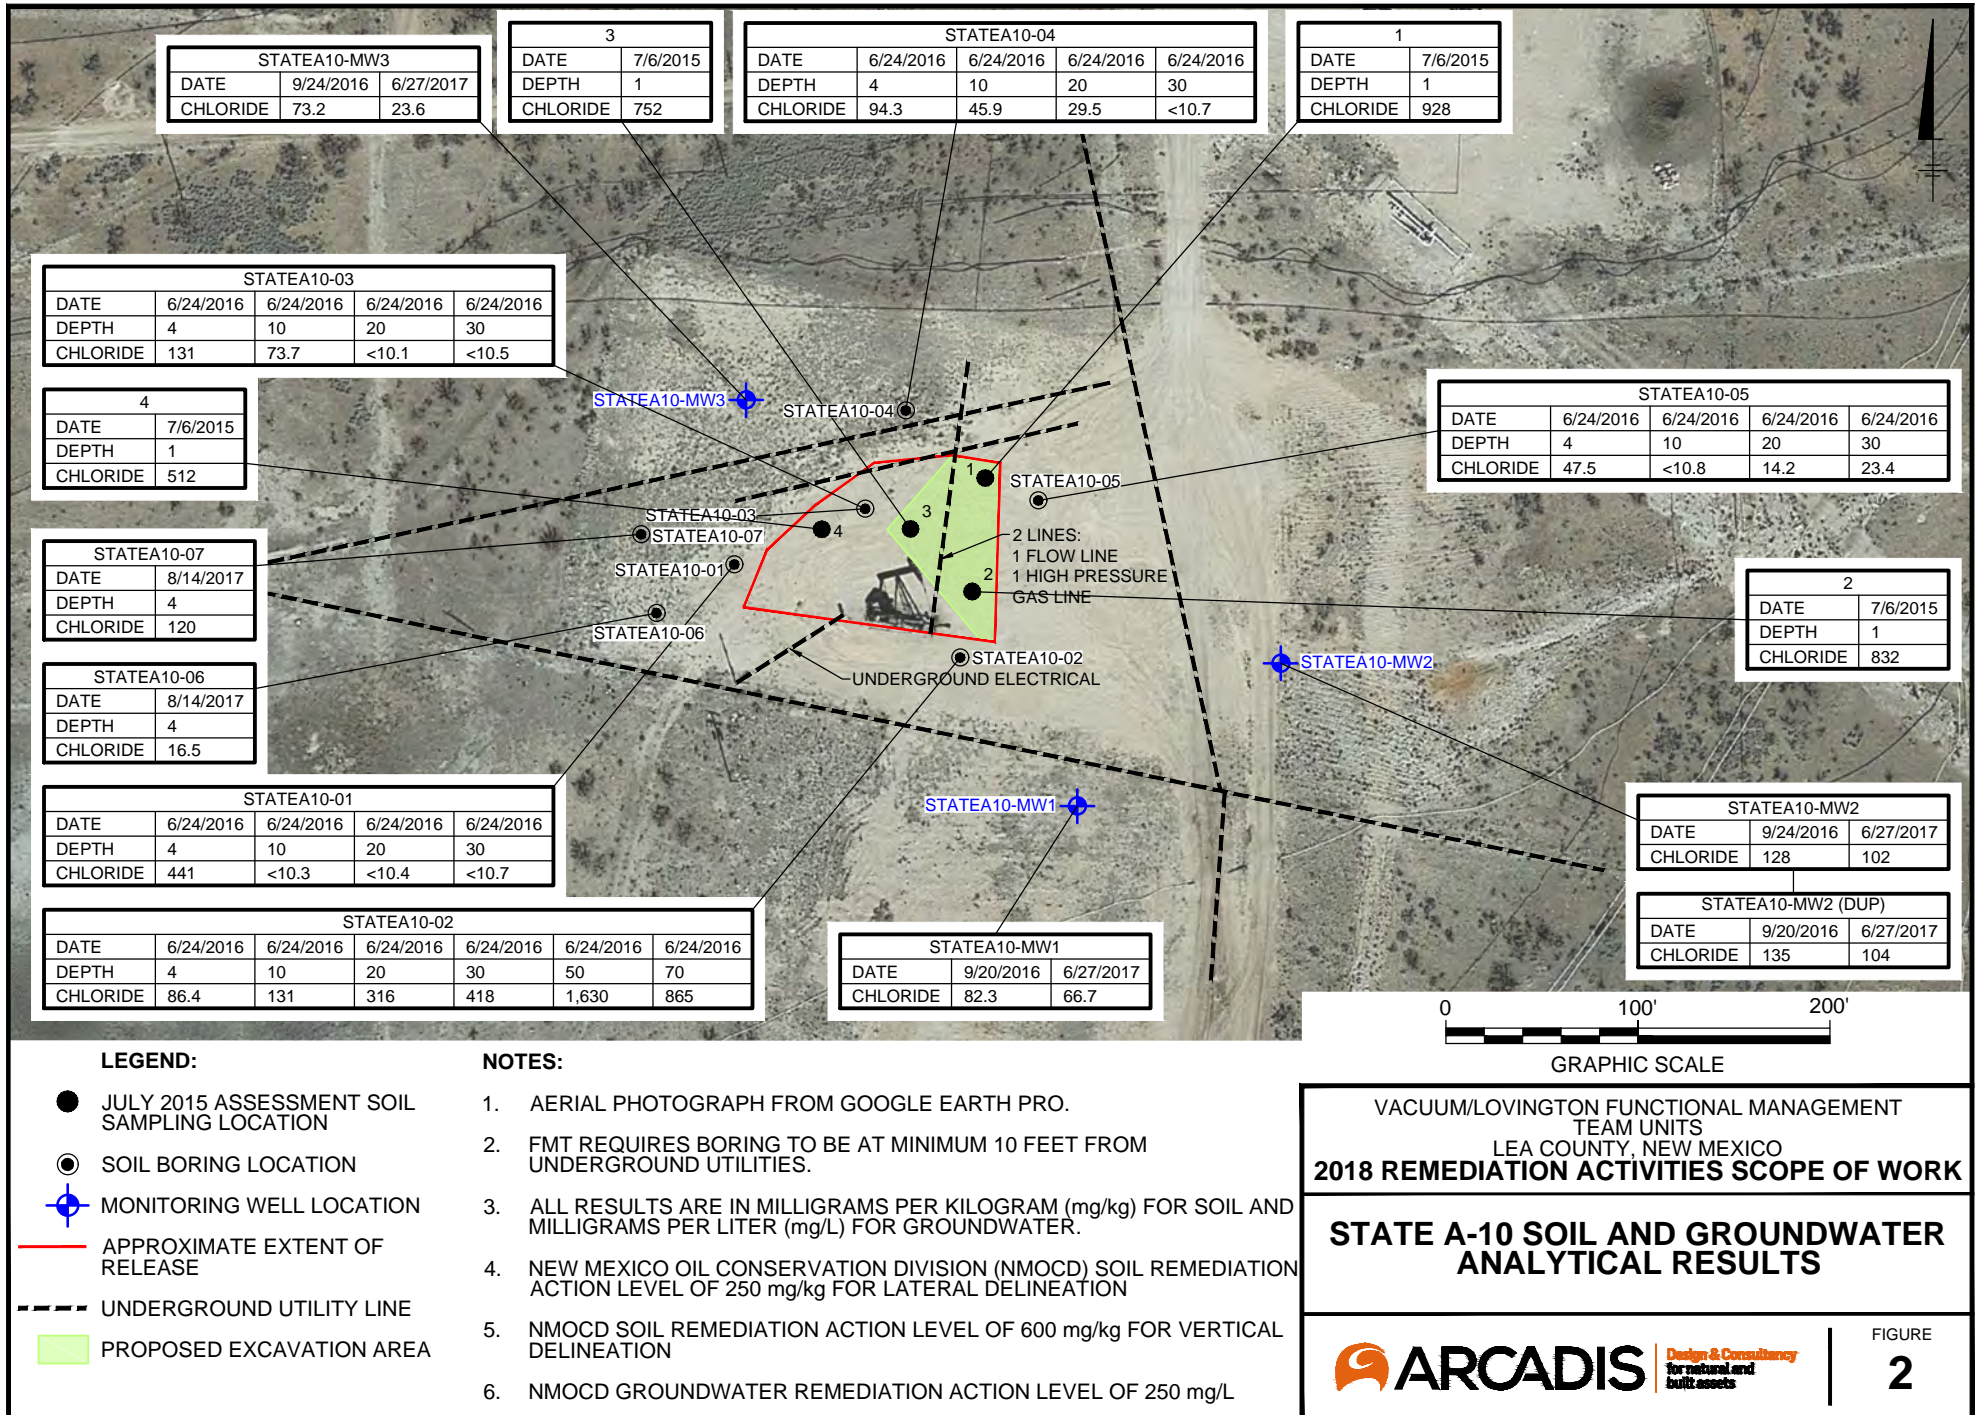 STATEA10-MW3
DATE 9/24/2016 6/27/2017
CHLORIDE 73.2 23.6
3
DATE 7/6/2015
DEPTH 1
CHLORIDE 752
STATEA10-04
DATE 6/24/2016 6/24/2016 6/24/2016 6/24/2016
DEPTH 4 10 20 30
CHLORIDE 94.3 45.9 29.5 <10.7
1
DATE 7/6/2015
DEPTH 1
CHLORIDE 928
STATEA10-03
DATE 6/24/2016 6/24/2016 6/24/2016 6/24/2016
DEPTH 4 10 20 30
CHLORIDE 131 73.7 <10.1 <10.5
4
DATE 7/6/2015
DEPTH 1
CHLORIDE 512
STATEA10-07
DATE 8/14/2017
DEPTH 4
CHLORIDE 120
STATEA10-06
DATE 8/14/2017
DEPTH 4
CHLORIDE 16.5
STATEA10-01
DATE 6/24/2016 6/24/2016 6/24/2016 6/24/2016
DEPTH 4 10 20 30
CHLORIDE 441 <10.3 <10.4 <10.7
STATEA10-02
DATE 6/24/2016 6/24/2016 6/24/2016 6/24/2016 6/24/2016 6/24/2016
DEPTH 4 10 20 30 50 70
CHLORIDE 86.4 131 316 418 1,630 865
STATEA10-MW3
STATEA10-04
1
STATEA10-05
STATEA10-03
4
3
STATEA10-07
STATEA10-01
2 LINES:
1 FLOW LINE
1 HIGH PRESSURE
GAS LINE
2
STATEA10-06
STATEA10-02
UNDERGROUND ELECTRICAL
STATEA10-MW2
STATEA10-MW1
STATEA10-05
DATE 6/24/2016 6/24/2016 6/24/2016 6/24/2016
DEPTH 4 10 20 30
CHLORIDE 47.5 <10.8 14.2 23.4
2
DATE 7/6/2015
DEPTH 1
CHLORIDE 832
STATEA10-MW2
DATE 9/24/2016 6/27/2017
CHLORIDE 128 102
STATEA10-MW2 (DUP)
DATE 9/20/2016 6/27/2017
CHLORIDE 135 104
STATEA10-MW1
DATE 9/20/2016 6/27/2017
CHLORIDE 82.3 66.7
0 100' 200'
GRAPHIC SCALE
LEGEND:
JULY 2015 ASSESSMENT SOIL
SAMPLING LOCATION
SOIL BORING LOCATION
MONITORING WELL LOCATION
APPROXIMATE EXTENT OF
RELEASE
UNDERGROUND UTILITY LINE
PROPOSED EXCAVATION AREA
NOTES:
1. AERIAL PHOTOGRAPH FROM GOOGLE EARTH PRO.
2. FMT REQUIRES BORING TO BE AT MINIMUM 10 FEET FROM
UNDERGROUND UTILITIES.
3. ALL RESULTS ARE IN MILLIGRAMS PER KILOGRAM (mg/kg) FOR SOIL AND
MILLIGRAMS PER LITER (mg/L) FOR GROUNDWATER.
4. NEW MEXICO OIL CONSERVATION DIVISION (NMOCD) SOIL REMEDIATION
ACTION LEVEL OF 250 mg/kg FOR LATERAL DELINEATION
5. NMOCD SOIL REMEDIATION ACTION LEVEL OF 600 mg/kg FOR VERTICAL
DELINEATION
6. NMOCD GROUNDWATER REMEDIATION ACTION LEVEL OF 250 mg/L
VACUUM/LOVINGTON FUNCTIONAL MANAGEMENT
TEAM UNITS
LEA COUNTY, NEW MEXICO
2018 REMEDIATION ACTIVITIES SCOPE OF WORK
STATE A-10 SOIL AND GROUNDWATER
ANALYTICAL RESULTS
ARCADIS
Design & Consultancy
for natural and
built assets
FIGURE
2